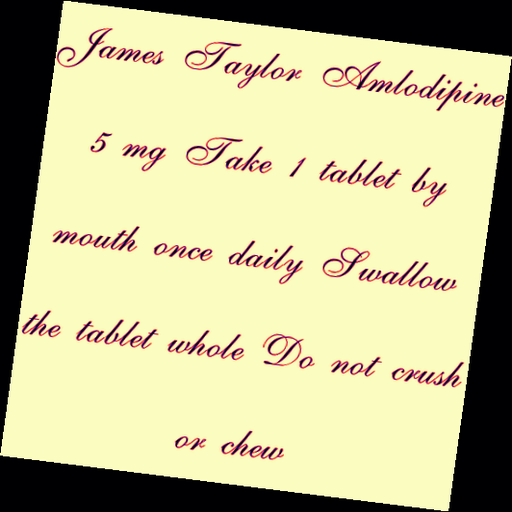 James Taylor Amlodipine
5 mg Take 1 tablet by
mouth once daily Swallow
the tablet whole Do not crush
or chew